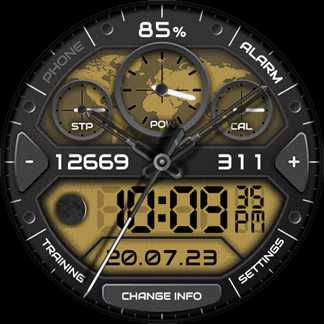 85%
PHONE
ALARM
STP
POW
CAL
-
12669
311
+
10:09
35
PM
20.07.23
TRAINING
SETTINGS
CHANGE INFO